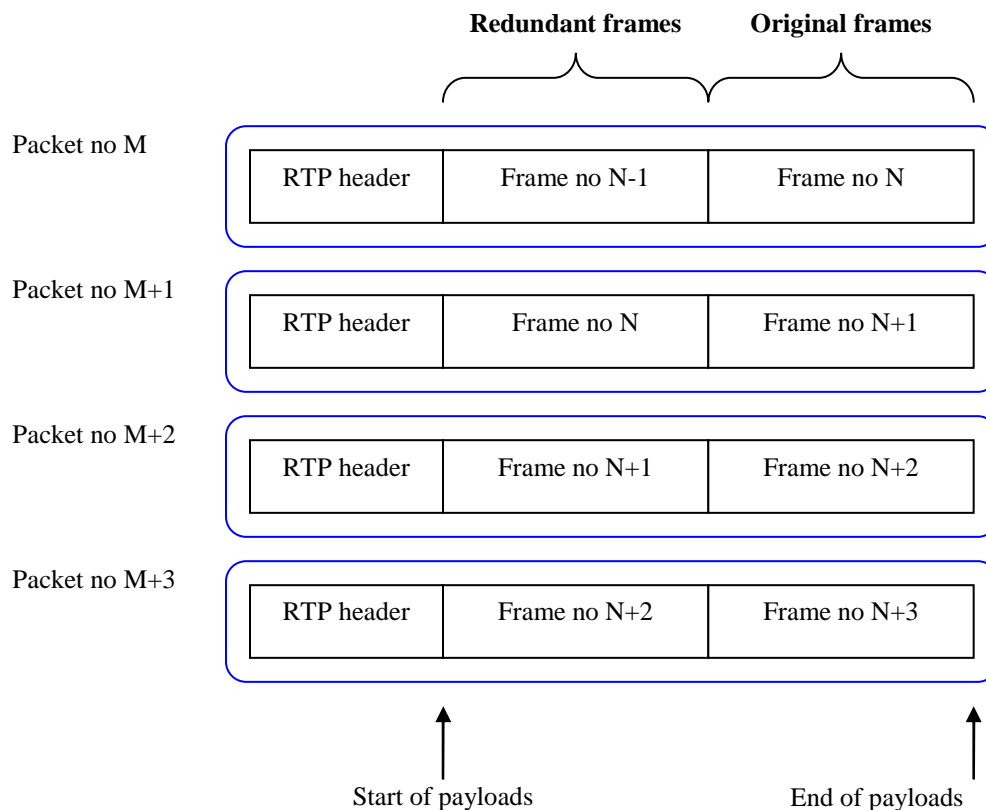 Redundant frames Original frames
Packet no M
RTP header Frame no N-1 Frame no N
Packet no M+1
RTP header Frame no N Frame no N+1
Packet no M+2
RTP header Frame no N+1 Frame no N+2
Packet no M+3
RTP header Frame no N+2 Frame no N+3
Start of payloads End of payloads